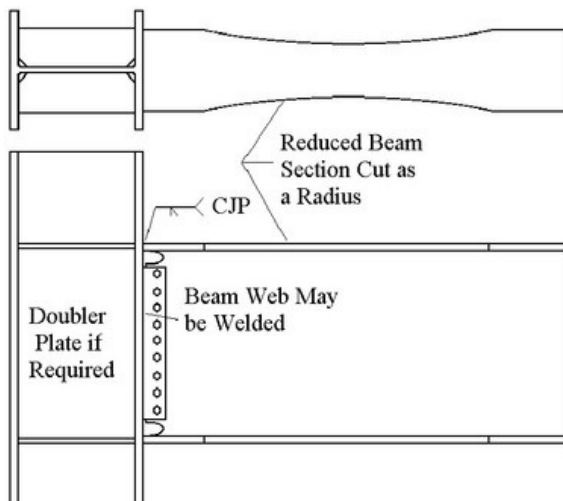 Reduced Beam
Section Cut as
a Radius
CJP
Beam Web May
be Welded
Doubler
Plate if
Required